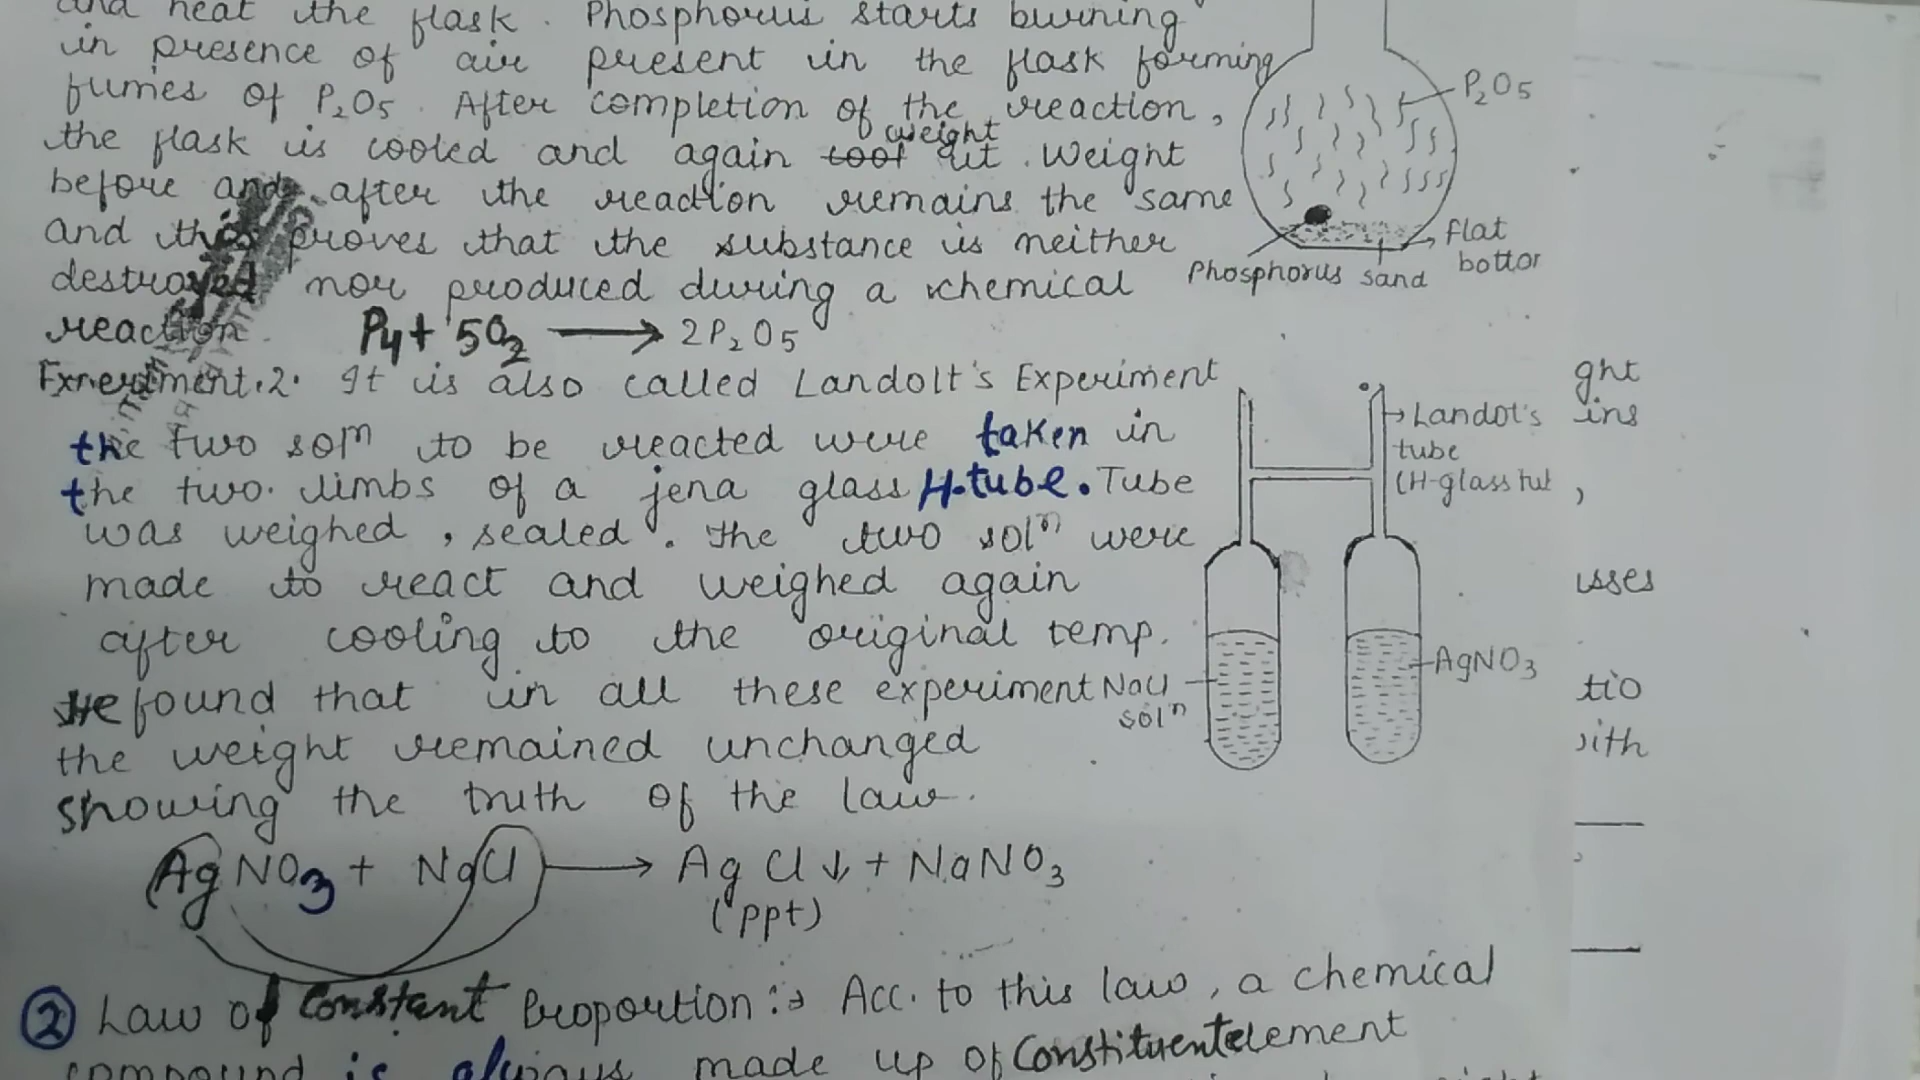 and heat the flask. Phosphorus starts burning
in presence of air present in the flask forming
fumes of P₂O₅. After completion of the reaction,
weight
the flask is cooled and again toot it. Weight
before and after the reaction remains the same
and this proves that the substance is neither
destroyed nor produced during a chemical
reaction.
P₄ + 5O₂ ⟶ 2P₂O₅
P₂O₅
flat
bottom
Phosphorus sand
Experiment.2. It is also called Landolt's Experiment
the two solⁿ to be reacted were taken in
the two. limbs of a jena glass H.tube. Tube
was weighed, sealed. The two solⁿ were
made to react and weighed again
after cooling to the original temp.
He found that in all these experiment
the weight remained unchanged
showing the truth of the law.
→Landot's
tube
(H-glass tub
NaCl
solⁿ
AgNO₃
ght
ins
,
usses
tio
with
AgNO₃ + NaCl ⟶ AgCl↓ + NaNO₃
(ppt)
② Law of Constant Proportion :→ Acc. to this law, a chemical
compound is always made up of Constituent element